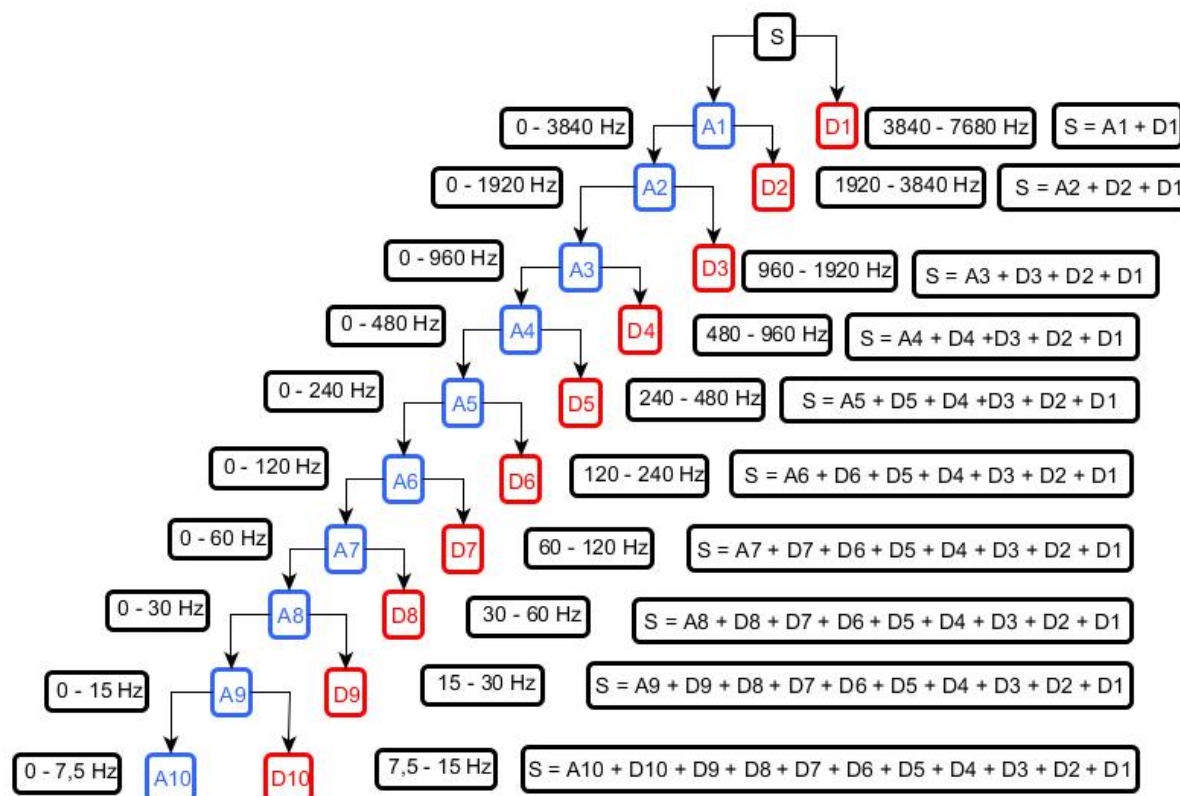 S
0 - 3840 Hz A1 D1 3840 - 7680 Hz S = A1 + D1
0 - 1920 Hz A2 D2 1920 - 3840 Hz S = A2 + D2 + D1
0 - 960 Hz A3 D3 960 - 1920 Hz S = A3 + D3 + D2 + D1
0 - 480 Hz A4 D4 480 - 960 Hz S = A4 + D4 +D3 + D2 + D1
0 - 240 Hz A5 D5 240 - 480 Hz S = A5 + D5 + D4 +D3 + D2 + D1
0 - 120 Hz A6 D6 120 - 240 Hz S = A6 + D6 + D5 + D4 + D3 + D2 + D1
0 - 60 Hz A7 D7 60 - 120 Hz S = A7 + D7 + D6 + D5 + D4 + D3 + D2 + D1
0 - 30 Hz A8 D8 30 - 60 Hz S = A8 + D8 + D7 + D6 + D5 + D4 + D3 + D2 + D1
0 - 15 Hz A9 D9 15 - 30 Hz S = A9 + D9 + D8 + D7 + D6 + D5 + D4 + D3 + D2 + D1
0 - 7,5 Hz A10 D10 7,5 - 15 Hz S = A10 + D10 + D9 + D8 + D7 + D6 + D5 + D4 + D3 + D2 + D1